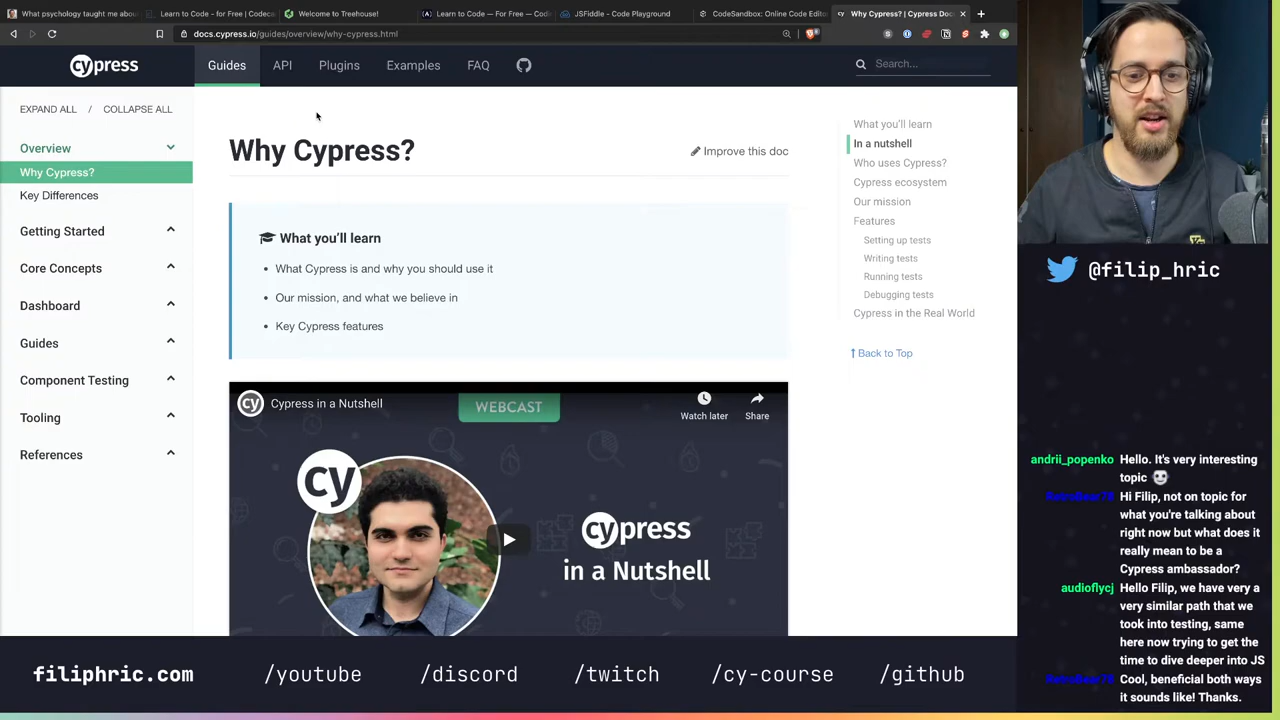 What psychology taught me about
Learn to Code - for Free | Codec
Welcome to Treehouse!
Learn to Code — For Free — Codi
JSFiddle - Code Playground
CodeSandbox: Online Code Edit
Why Cypress? | Cypress Doc
docs.cypress.io/guides/overview/why-cypress.html
cypress
Guides
API
Plugins
Examples
FAQ
Search...
EXPAND ALL / COLLAPSE ALL
Overview
Why Cypress?
Key Differences
Getting Started
Core Concepts
Dashboard
Guides
Component Testing
Tooling
References
Why Cypress?
Improve this doc
What you'll learn
What Cypress is and why you should use it
Our mission, and what we believe in
Key Cypress features
cy
Cypress in a Nutshell
WEBCAST
Watch later
Share
cy
cypress
in a Nutshell
What you'll learn
In a nutshell
Who uses Cypress?
Cypress ecosystem
Our mission
Features
Setting up tests
Writing tests
Running tests
Debugging tests
Cypress in the Real World
Back to Top
@filip_hric
andrii_popenko Hello. It's very interesting
topic
RetroBear78 Hi Filip, not on topic for
what you're talking about
right now but what does it
really mean to be a
Cypress ambassador?
audioflycj Hello Filip, we have very a
very similar path that we
took into testing, same
here now trying to get the
time to dive deeper into JS
RetroBear78 Cool, beneficial both ways
it sounds like! Thanks.
filiphric.com
/youtube
/discord
/twitch
/cy-course
/github